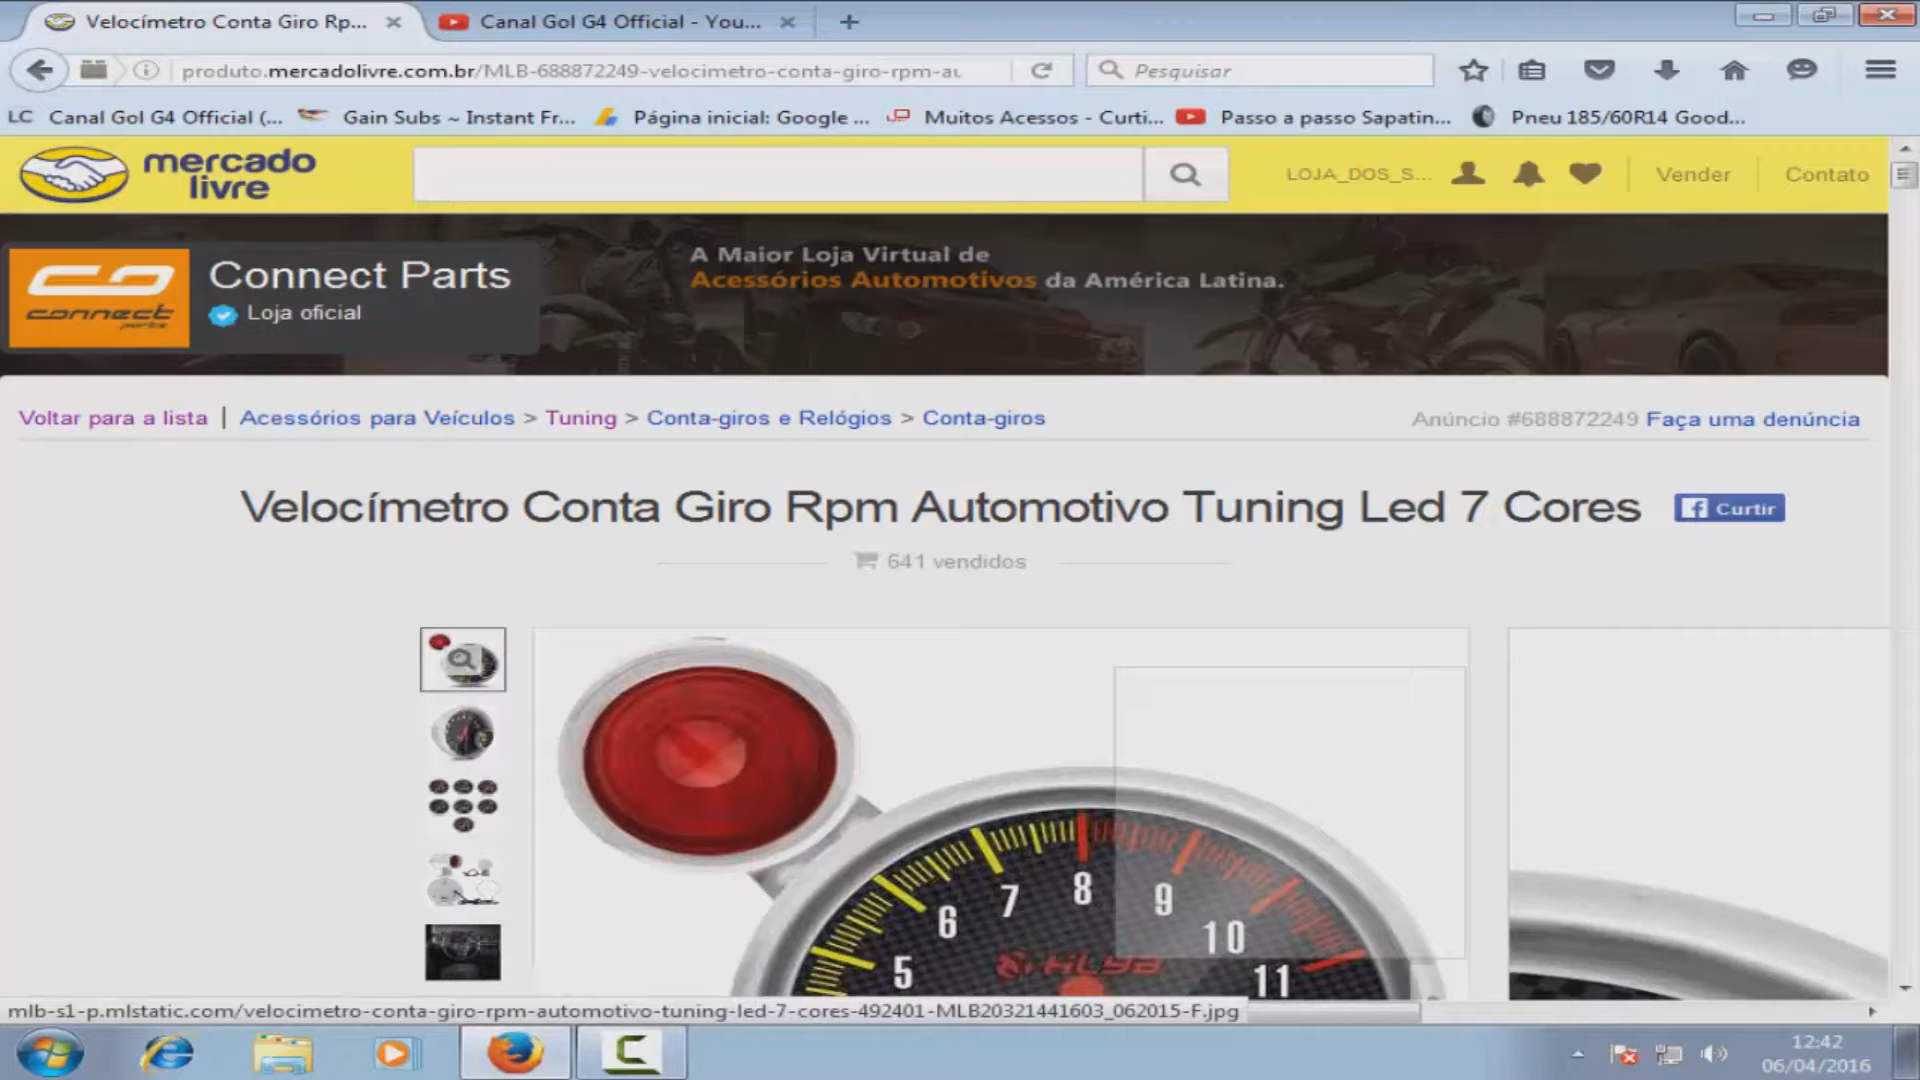 Velocímetro Conta Giro Rp...
Canal Gol G4 Official - You...
produto.mercadolivre.com.br/MLB-688872249-velocimetro-conta-giro-rpm-au
Pesquisar
LC Canal Gol G4 Official (...
Gain Subs ~ Instant Fr...
Página inicial: Google ...
Muitos Acessos - Curti...
Passo a passo Sapatin...
Pneu 185/60R14 Good...
mercado
livre
LOJA_DOS_S...
Vender
Contato
connect
parts
Connect Parts
Loja oficial
A Maior Loja Virtual de
Acessórios Automotivos da América Latina.
Voltar para a lista | Acessórios para Veículos > Tuning > Conta-giros e Relógios > Conta-giros
Anúncio #688872249 Faça uma denúncia
Velocímetro Conta Giro Rpm Automotivo Tuning Led 7 Cores
Curtir
641 vendidos
5 6 7 8 9 10 11
mlb-s1-p.mlstatic.com/velocimetro-conta-giro-rpm-automotivo-tuning-led-7-cores-492401-MLB20321441603_062015-F.jpg
12:42
06/04/2016